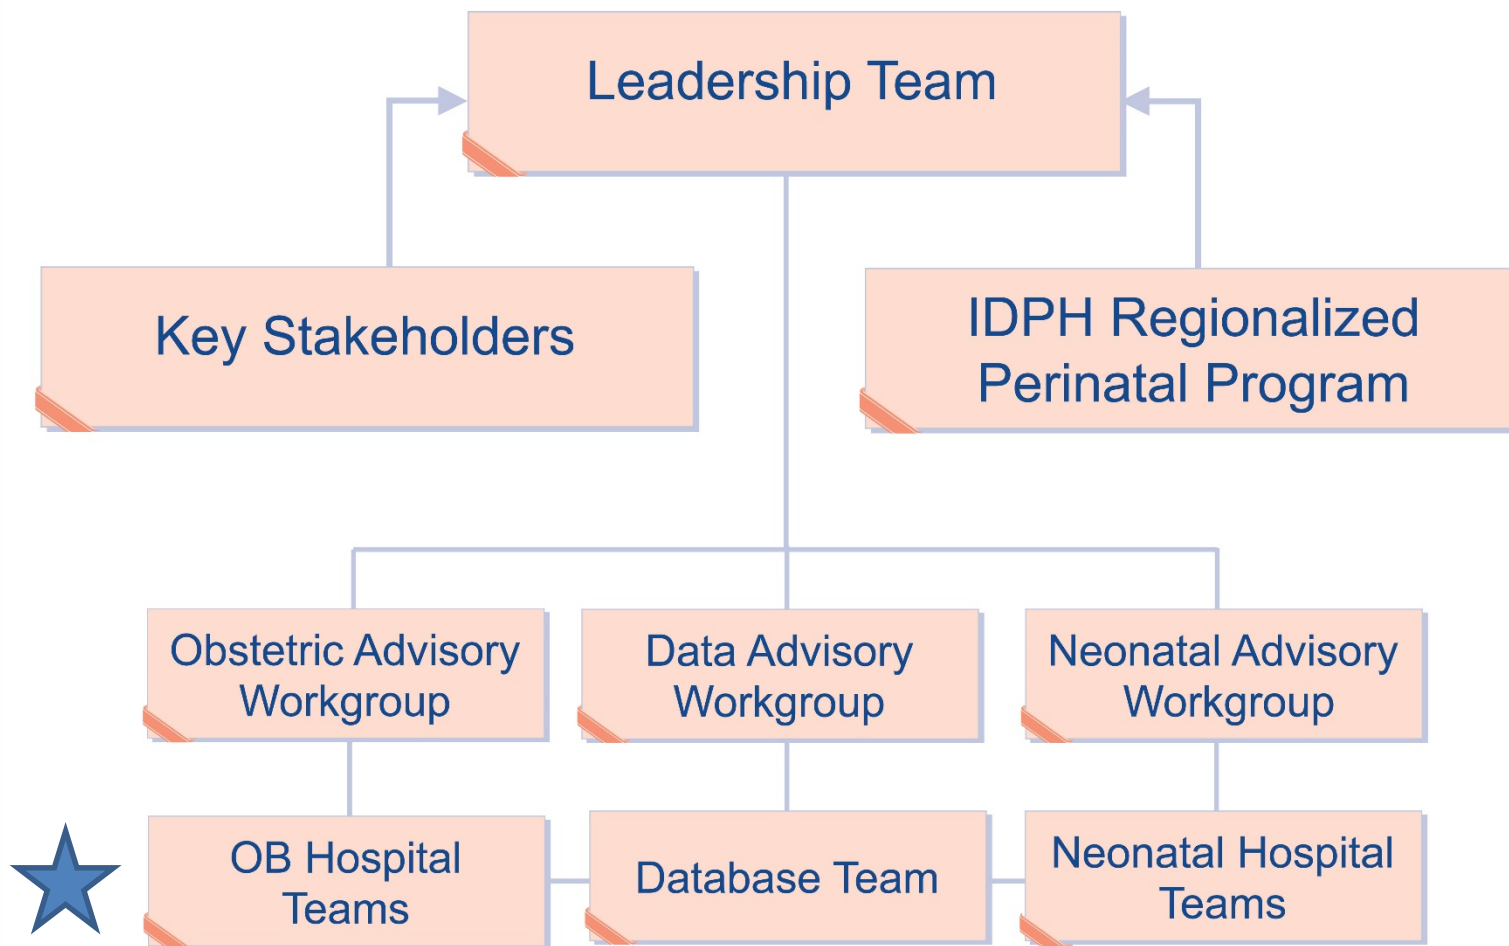 Leadership Team
Key Stakeholders
IDPH Regionalized
Perinatal Program
Obstetric Advisory
Workgroup
Data Advisory
Workgroup
Neonatal Advisory
Workgroup
OB Hospital
Teams
Database Team
Neonatal Hospital
Teams